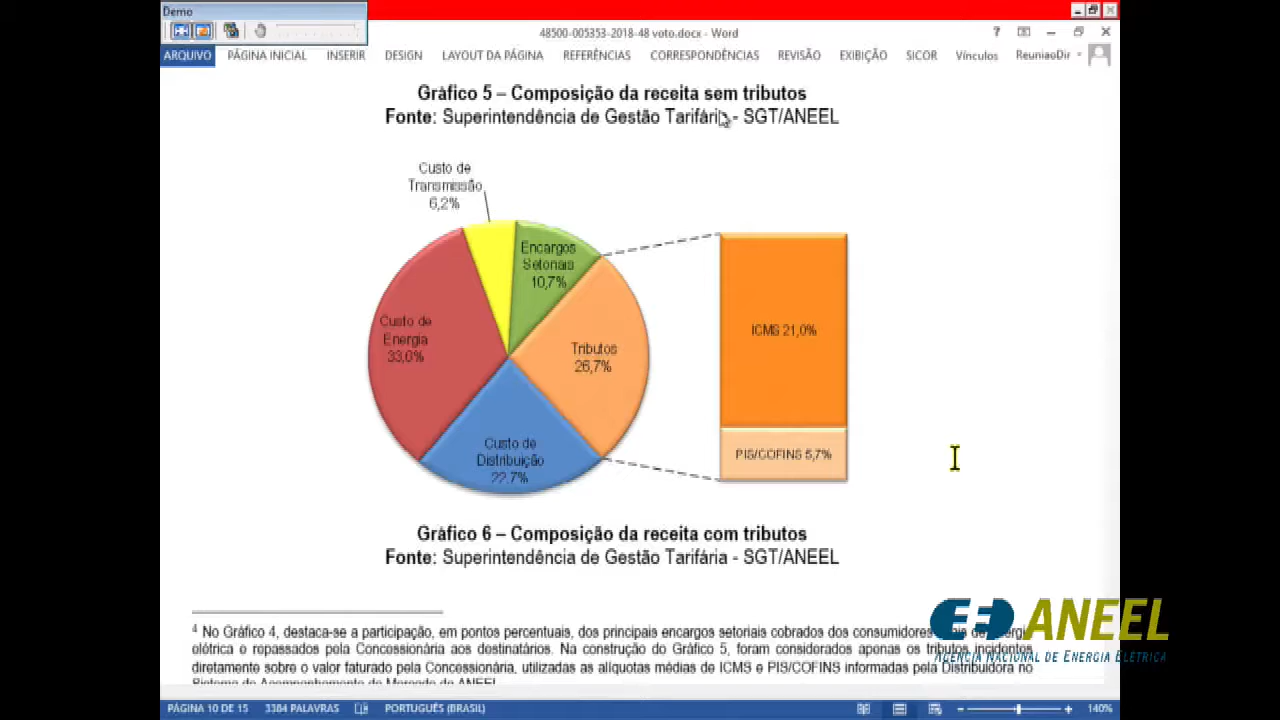 Demo
48500-005353-2018-48 voto.docx - Word
ARQUIVO PÁGINA INICIAL INSERIR DESIGN LAYOUT DA PÁGINA REFERÊNCIAS CORRESPONDÊNCIAS REVISÃO EXIBIÇÃO SICOR Vínculos ReuniaoDir
Gráfico 5 – Composição da receita sem tributos
Fonte: Superintendência de Gestão Tarifária - SGT/ANEEL
Custo de
Transmissão
6,2%
Encargos
Setoriais
10,7%
Custo de
Energia
33,0%
Tributos
26,7%
Custo de
Distribuição
22,7%
ICMS 21,0%
PIS/COFINS 5,7%
Gráfico 6 – Composição da receita com tributos
Fonte: Superintendência de Gestão Tarifária - SGT/ANEEL
4 No Gráfico 4, destaca-se a participação, em pontos percentuais, dos principais encargos setoriais cobrados dos consumidores
elétrica e repassados pela Concessionária aos destinatários. Na construção do Gráfico 5, foram considerados apenas os tributos incidentes
diretamente sobre o valor faturado pela Concessionária, utilizadas as alíquotas médias de ICMS e PIS/COFINS informadas pela Distribuidora no
Sistema de Acompanhamento de Mercado da ANEEL
ANEEL
AGÊNCIA NACIONAL DE ENERGIA ELÉTRICA
PÁGINA 10 DE 15 3384 PALAVRAS PORTUGUÊS (BRASIL) 140%